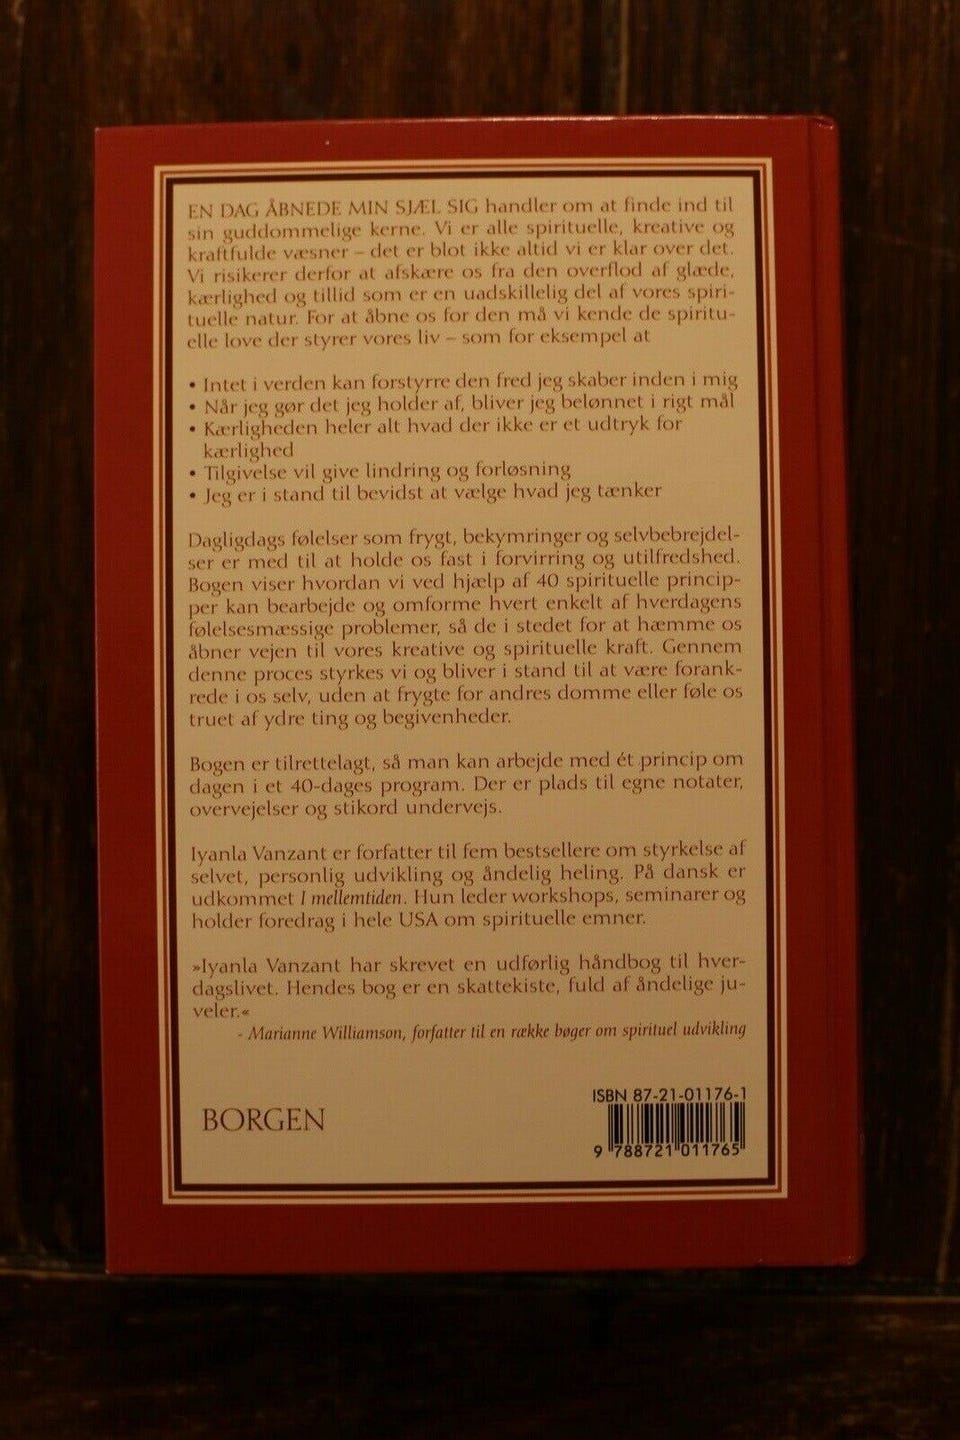 EN DAG ÅBNEDE MIN SJÆL SIG handler om at finde ind til
sin guddommelige kerne. Vi er alle spirituelle, kreative og
kraftfulde væsner – det er blot ikke altid vi er klar over det.
Vi risikerer derfor at afskære os fra den overflod af glæde,
kærlighed og tillid som er en uadskillelig del af vores spiri-
tuelle natur. For at åbne os for den må vi kende de spiritu-
elle love der styrer vores liv – som for eksempel at
• Intet i verden kan forstyrre den fred jeg skaber inden i mig
• Når jeg gør det jeg holder af, bliver jeg belønnet i rigt mål
• Kærligheden heler alt hvad der ikke er et udtryk for
kærlighed
• Tilgivelse vil give lindring og forløsning
• Jeg er i stand til bevidst at vælge hvad jeg tænker
Dagligdags følelser som frygt, bekymringer og selvbebrejdel-
ser er med til at holde os fast i forvirring og utilfredshed.
Bogen viser hvordan vi ved hjælp af 40 spirituelle princip-
per kan bearbejde og omforme hvert enkelt af hverdagens
følelsesmæssige problemer, så de i stedet for at hæmme os
åbner vejen til vores kreative og spirituelle kraft. Gennem
denne proces styrkes vi og bliver i stand til at være forank-
rede i os selv, uden at frygte for andres domme eller føle os
truet af ydre ting og begivenheder.
Bogen er tilrettelagt, så man kan arbejde med ét princip om
dagen i et 40-dages program. Der er plads til egne notater,
overvejelser og stikord undervejs.
Iyanla Vanzant er forfatter til fem bestsellere om styrkelse af
selvet, personlig udvikling og åndelig heling. På dansk er
udkommet I mellemtiden. Hun leder workshops, seminarer og
holder foredrag i hele USA om spirituelle emner.
»Iyanla Vanzant har skrevet en udførlig håndbog til hver-
dagslivet. Hendes bog er en skattekiste, fuld af åndelige ju-
veler.«
- Marianne Williamson, forfatter til en række bøger om spirituel udvikling
ISBN 87-21-01176-1
BORGEN
9 788721 011765